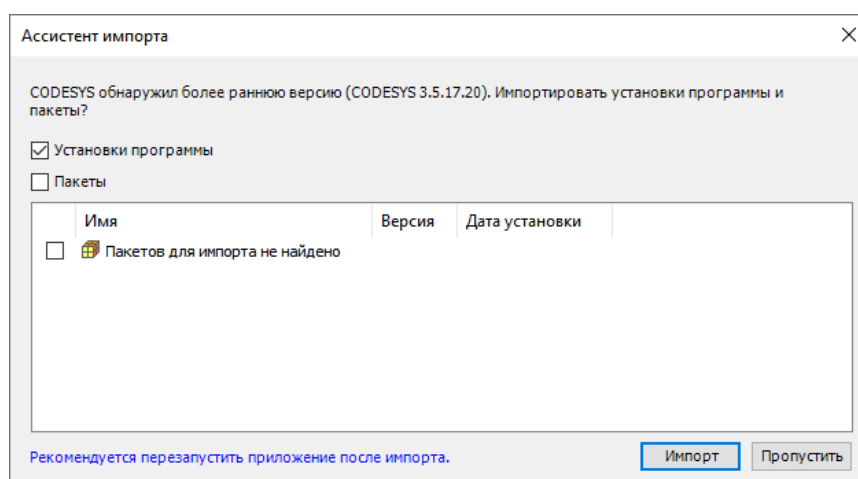 Ассистент импорта
CODESYS обнаружил более раннюю версию (CODESYS 3.5.17.20). Импортировать установки программы и
пакеты?
Установки программы
Пакеты
Имя Версия Дата установки
Пакетов для импорта не найдено
Рекомендуется перезапустить приложение после импорта. Импорт Пропустить